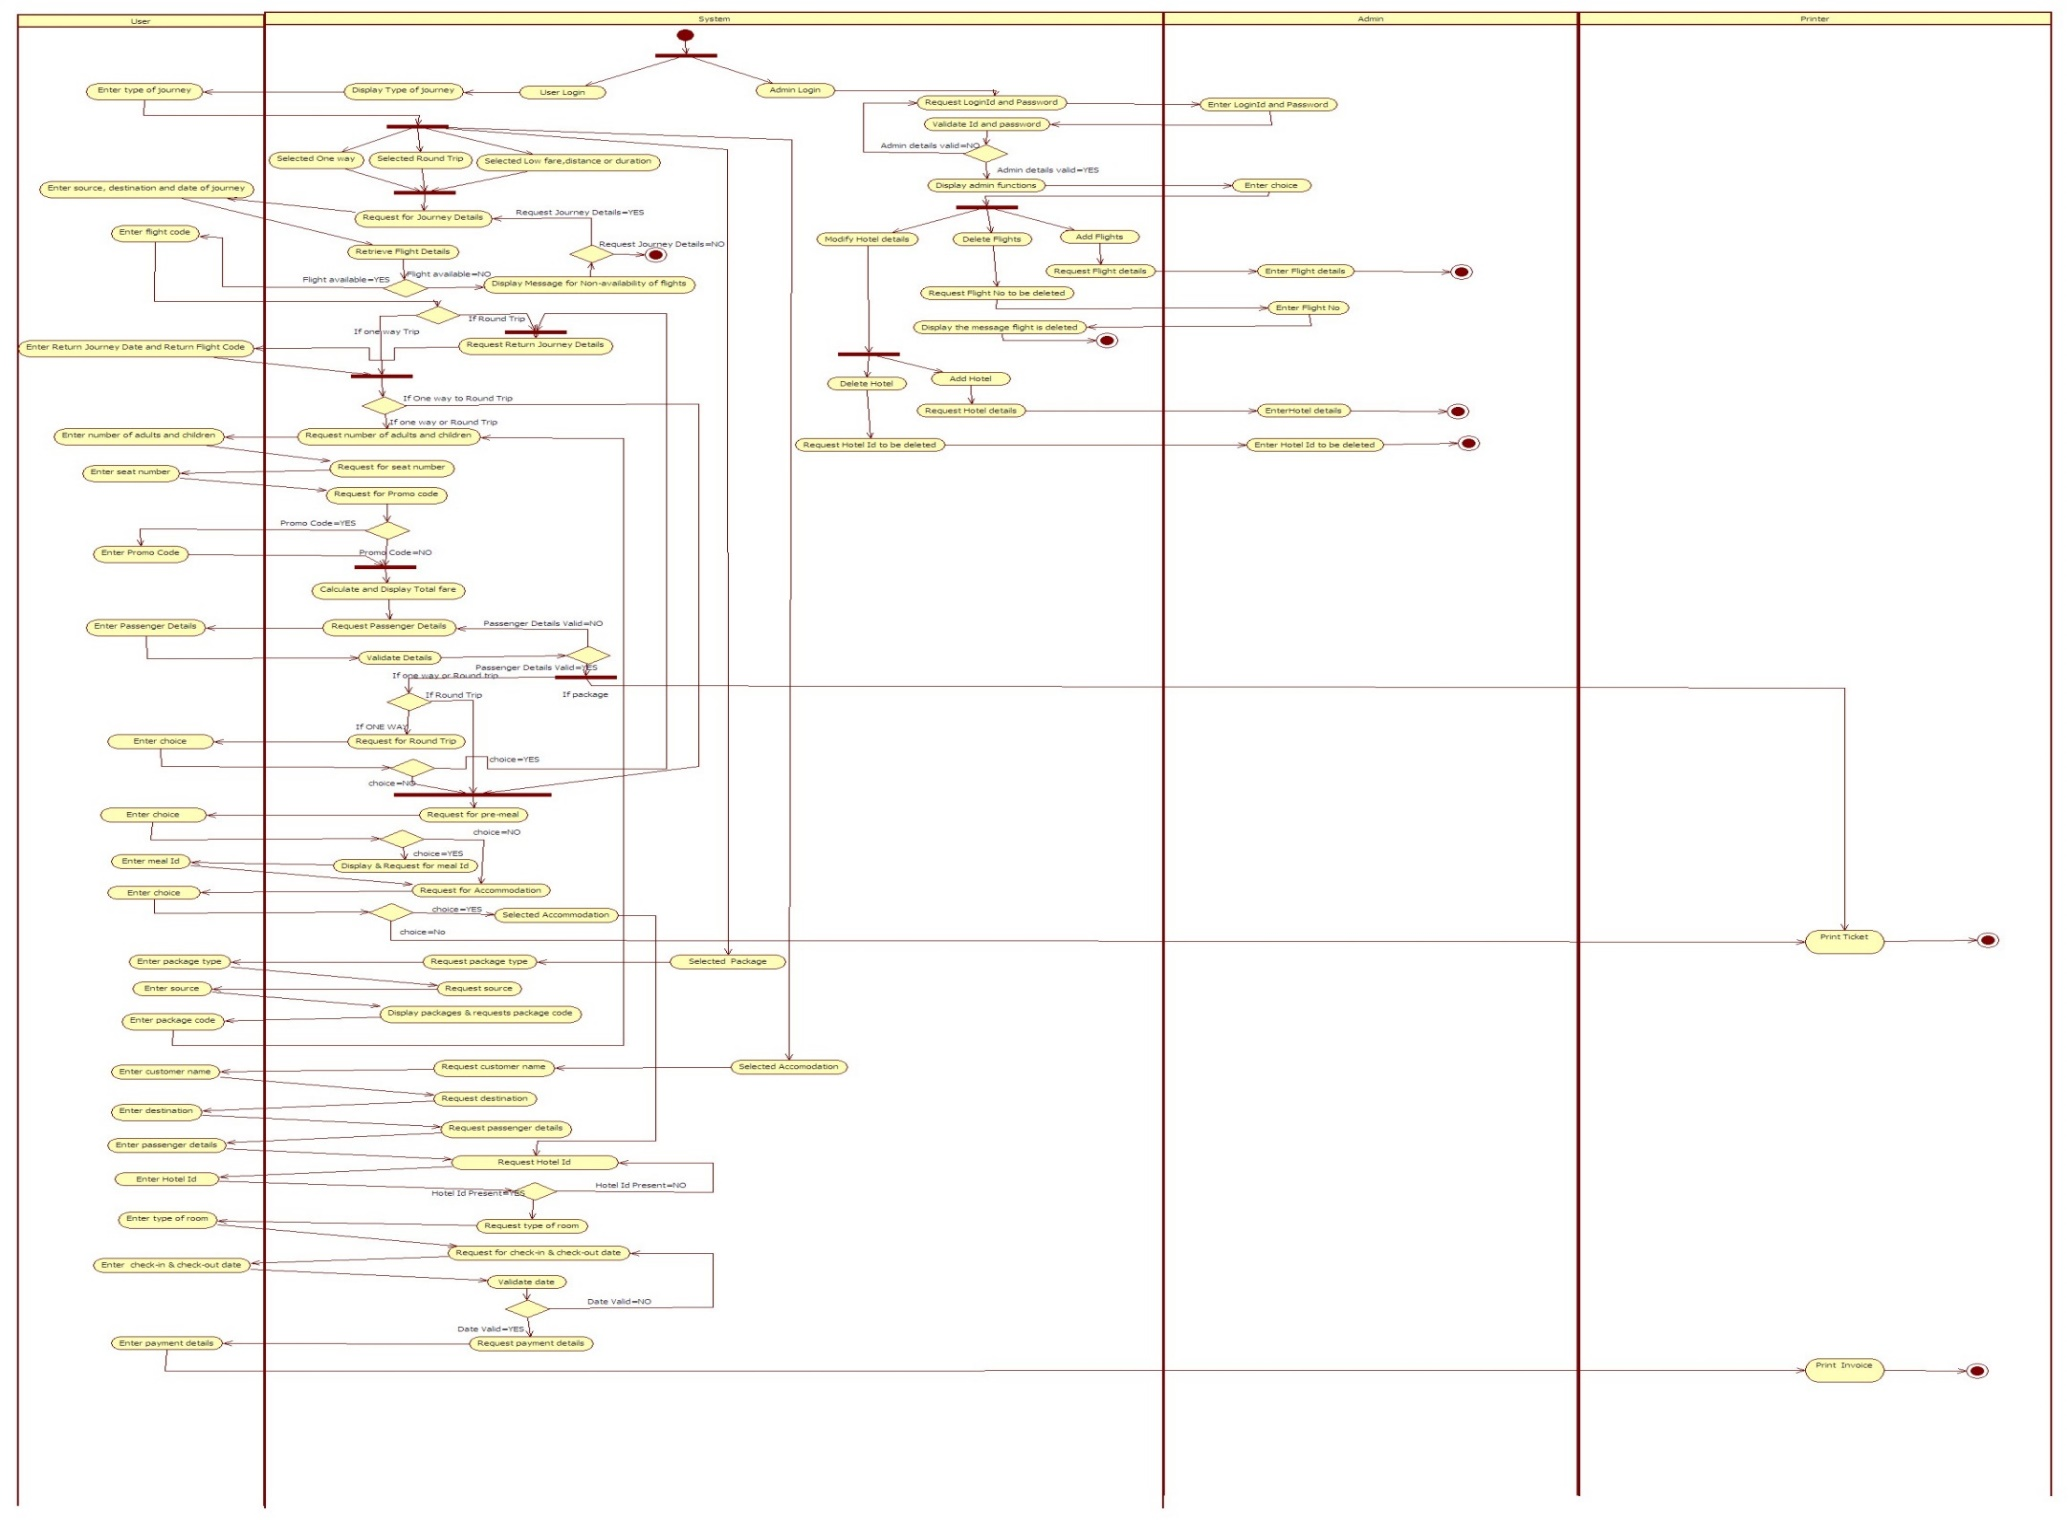 User
System
Admin
Printer
Enter type of journey
Display Type of journey
User Login
Admin Login
Request LoginId and Password
Enter LoginId and Password
Validate Id and password
Admin details valid=NO
Admin details valid=YES
Selected One way
Selected Round Trip
Selected Low fare,distance or duration
Display admin functions
Enter choice
Enter source, destination and date of journey
Request for Journey Details
Request Journey Details=YES
Enter flight code
Retrieve Flight Details
Request Journey Details=NO
Modify Hotel details
Delete Flights
Add Flights
Flight available=YES
Flight available=NO
Display Message for Non-availability of flights
Request Flight details
Enter Flight details
Request Flight No to be deleted
Enter Flight No
If one way Trip
If Round Trip
Display the message flight is deleted
Enter Return Journey Date and Return Flight Code
Request Return Journey Details
Delete Hotel
Add Hotel
If One way to Round Trip
Request Hotel details
EnterHotel details
If one way or Round Trip
Enter number of adults and children
Request number of adults and children
Request Hotel Id to be deleted
Enter Hotel Id to be deleted
Enter seat number
Request for seat number
Request for Promo code
Promo Code=YES
Enter Promo Code
Promo Code=NO
Calculate and Display Total fare
Enter Passenger Details
Request Passenger Details
Passenger Details Valid=NO
Validate Details
Passenger Details Valid=YES
If one way or Round trip
If Round Trip
If package
If ONE WAY
Enter choice
Request for Round Trip
choice=YES
choice=NO
Enter choice
Request for pre-meal
choice=NO
choice=YES
Enter meal Id
Display & Request for meal Id
Enter choice
Request for Accommodation
choice=YES
Selected Accommodation
choice=No
Print Ticket
Enter package type
Request package type
Selected Package
Enter source
Request source
Enter package code
Display packages & requests package code
Enter customer name
Request customer name
Selected Accomodation
Request destination
Enter destination
Request passenger details
Enter passenger details
Request Hotel Id
Enter Hotel Id
Hotel Id Present=YES
Hotel Id Present=NO
Enter type of room
Request type of room
Request for check-in & check-out date
Enter check-in & check-out date
Validate date
Date Valid=NO
Date Valid=YES
Enter payment details
Request payment details
Print Invoice